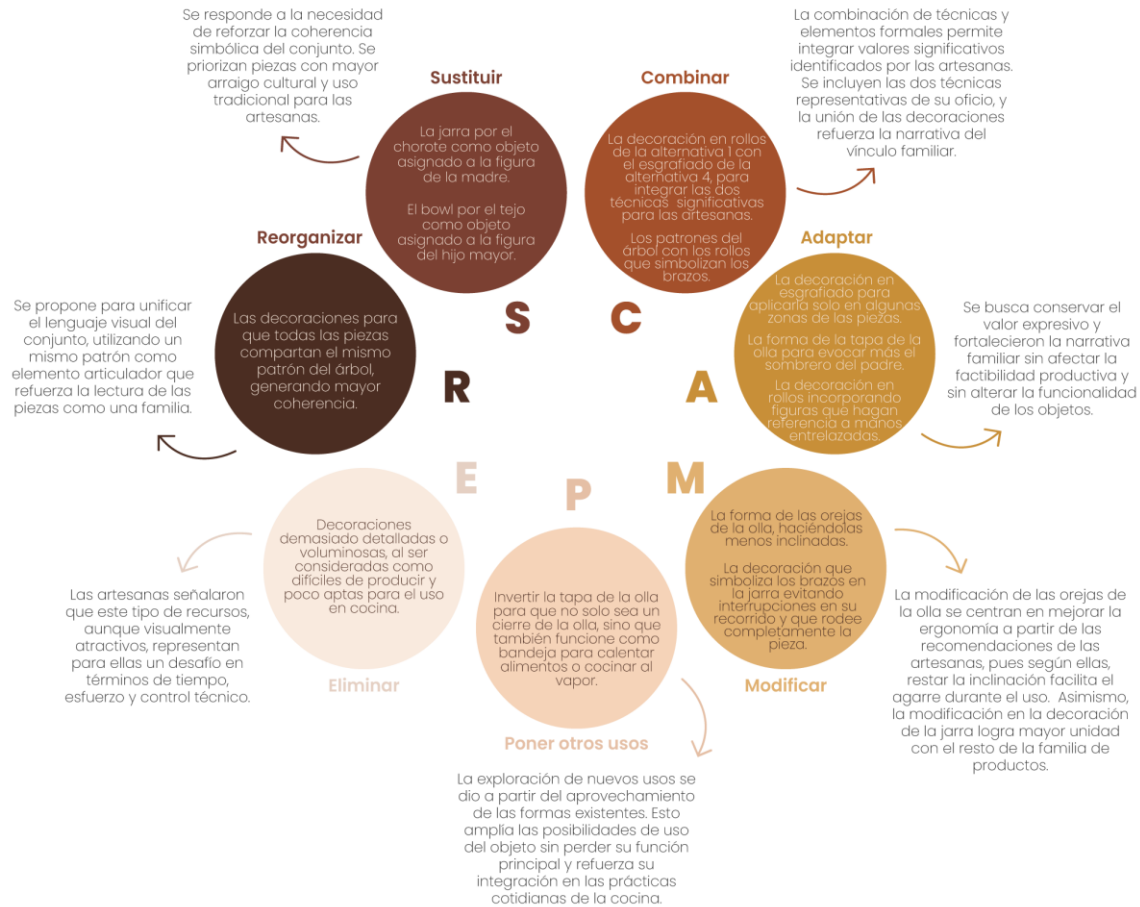 Se responde a la necesidad
de reforzar la coherencia
simbólica del conjunto. Se
priorizan piezas con mayor
arraigo cultural y uso
tradicional para las
artesanas.
Sustituir
La jarra por el
chorote como objeto
asignado a la figura
de la madre.
El bowl por el tejo
como objeto
asignado a la figura
del hijo mayor.
Combinar
La decoración en rollos
de la alternativa 1 con
el esgrafiado de la
alternativa 4, para
integrar las dos
técnicas significativas
para las artesanas.
Los patrones del
árbol con los rollos
que simbolizan los
brazos.
La combinación de técnicas y
elementos formales permite
integrar valores significativos
identificados por las artesanas.
Se incluyen las dos técnicas
representativas de su oficio, y
la unión de las decoraciones
refuerza la narrativa del
vínculo familiar.
Reorganizar
Las decoraciones para
que todas las piezas
compartan el mismo
patrón del árbol,
generando mayor
coherencia.
Se propone para unificar
el lenguaje visual del
conjunto, utilizando un
mismo patrón como
elemento articulador que
refuerza la lectura de las
piezas como una familia.
S
C
R
A
E
P
M
Adaptar
La decoración en
esgrafiado para
aplicarla solo en algunas
zonas de las piezas.
La forma de la tapa de la
olla para evocar más el
sombrero del padre.
La decoración en
rollos incorporando
figuras que hagan
referencia a manos
entrelazadas.
Se busca conservar el
valor expresivo y
fortalecieron la narrativa
familiar sin afectar la
factibilidad productiva y
sin alterar la funcionalidad
de los objetos.
Decoraciones
demasiado detalladas o
voluminosas, al ser
consideradas como
difíciles de producir y
poco aptas para el uso
en cocina.
Eliminar
Las artesanas señalaron
que este tipo de recursos,
aunque visualmente
atractivos, representan
para ellas un desafío en
términos de tiempo,
esfuerzo y control técnico.
Invertir la tapa de la olla
para que no solo sea un
cierre de la olla, sino que
también funcione como
bandeja para calentar
alimentos o cocinar al
vapor.
Poner otros usos
La exploración de nuevos usos se
dio a partir del aprovechamiento
de las formas existentes. Esto
amplía las posibilidades de uso
del objeto sin perder su función
principal y refuerza su
integración en las prácticas
cotidianas de la cocina.
La forma de las orejas
de la olla, haciéndolas
menos inclinadas.
La decoración que
simboliza los brazos en
la jarra evitando
interrupciones en su
recorrido y que rodee
completamente la
pieza.
Modificar
La modificación de las orejas de
la olla se centran en mejorar la
ergonomía a partir de las
recomendaciones de las
artesanas, pues según ellas,
restar la inclinación facilita el
agarre durante el uso. Asimismo,
la modificación en la decoración
de la jarra logra mayor unidad
con el resto de la familia de
productos.